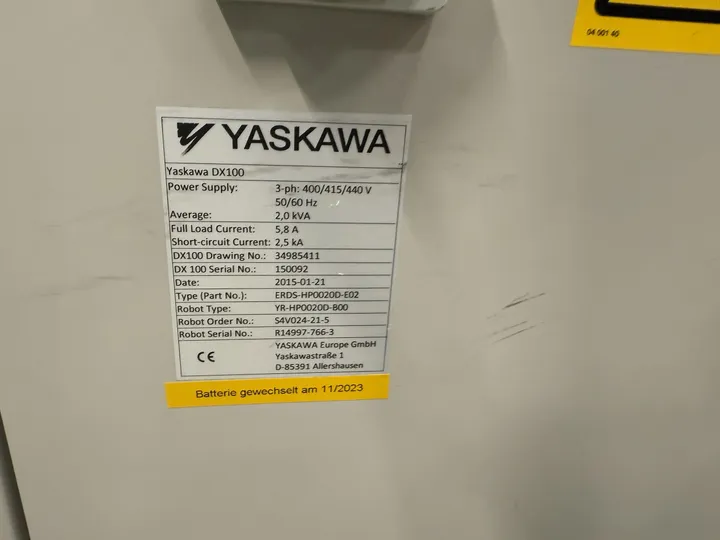 04 001 40
YASKAWA
Yaskawa DX100
Power Supply: 3-ph: 400/415/440 V
50/60 Hz
Average: 2,0 kVA
Full Load Current: 5,8 A
Short-circuit Current: 2,5 kA
DX100 Drawing No.: 34985411
DX 100 Serial No.: 150092
Date: 2015-01-21
Type (Part No.): ERDS-HP0020D-E02
Robot Type: YR-HP0020D-B00
Robot Order No.: S4V024-21-5
Robot Serial No.: R14997-766-3
CE YASKAWA Europe GmbH
Yaskawastraße 1
D-85391 Allershausen
Batterie gewechselt am 11/2023